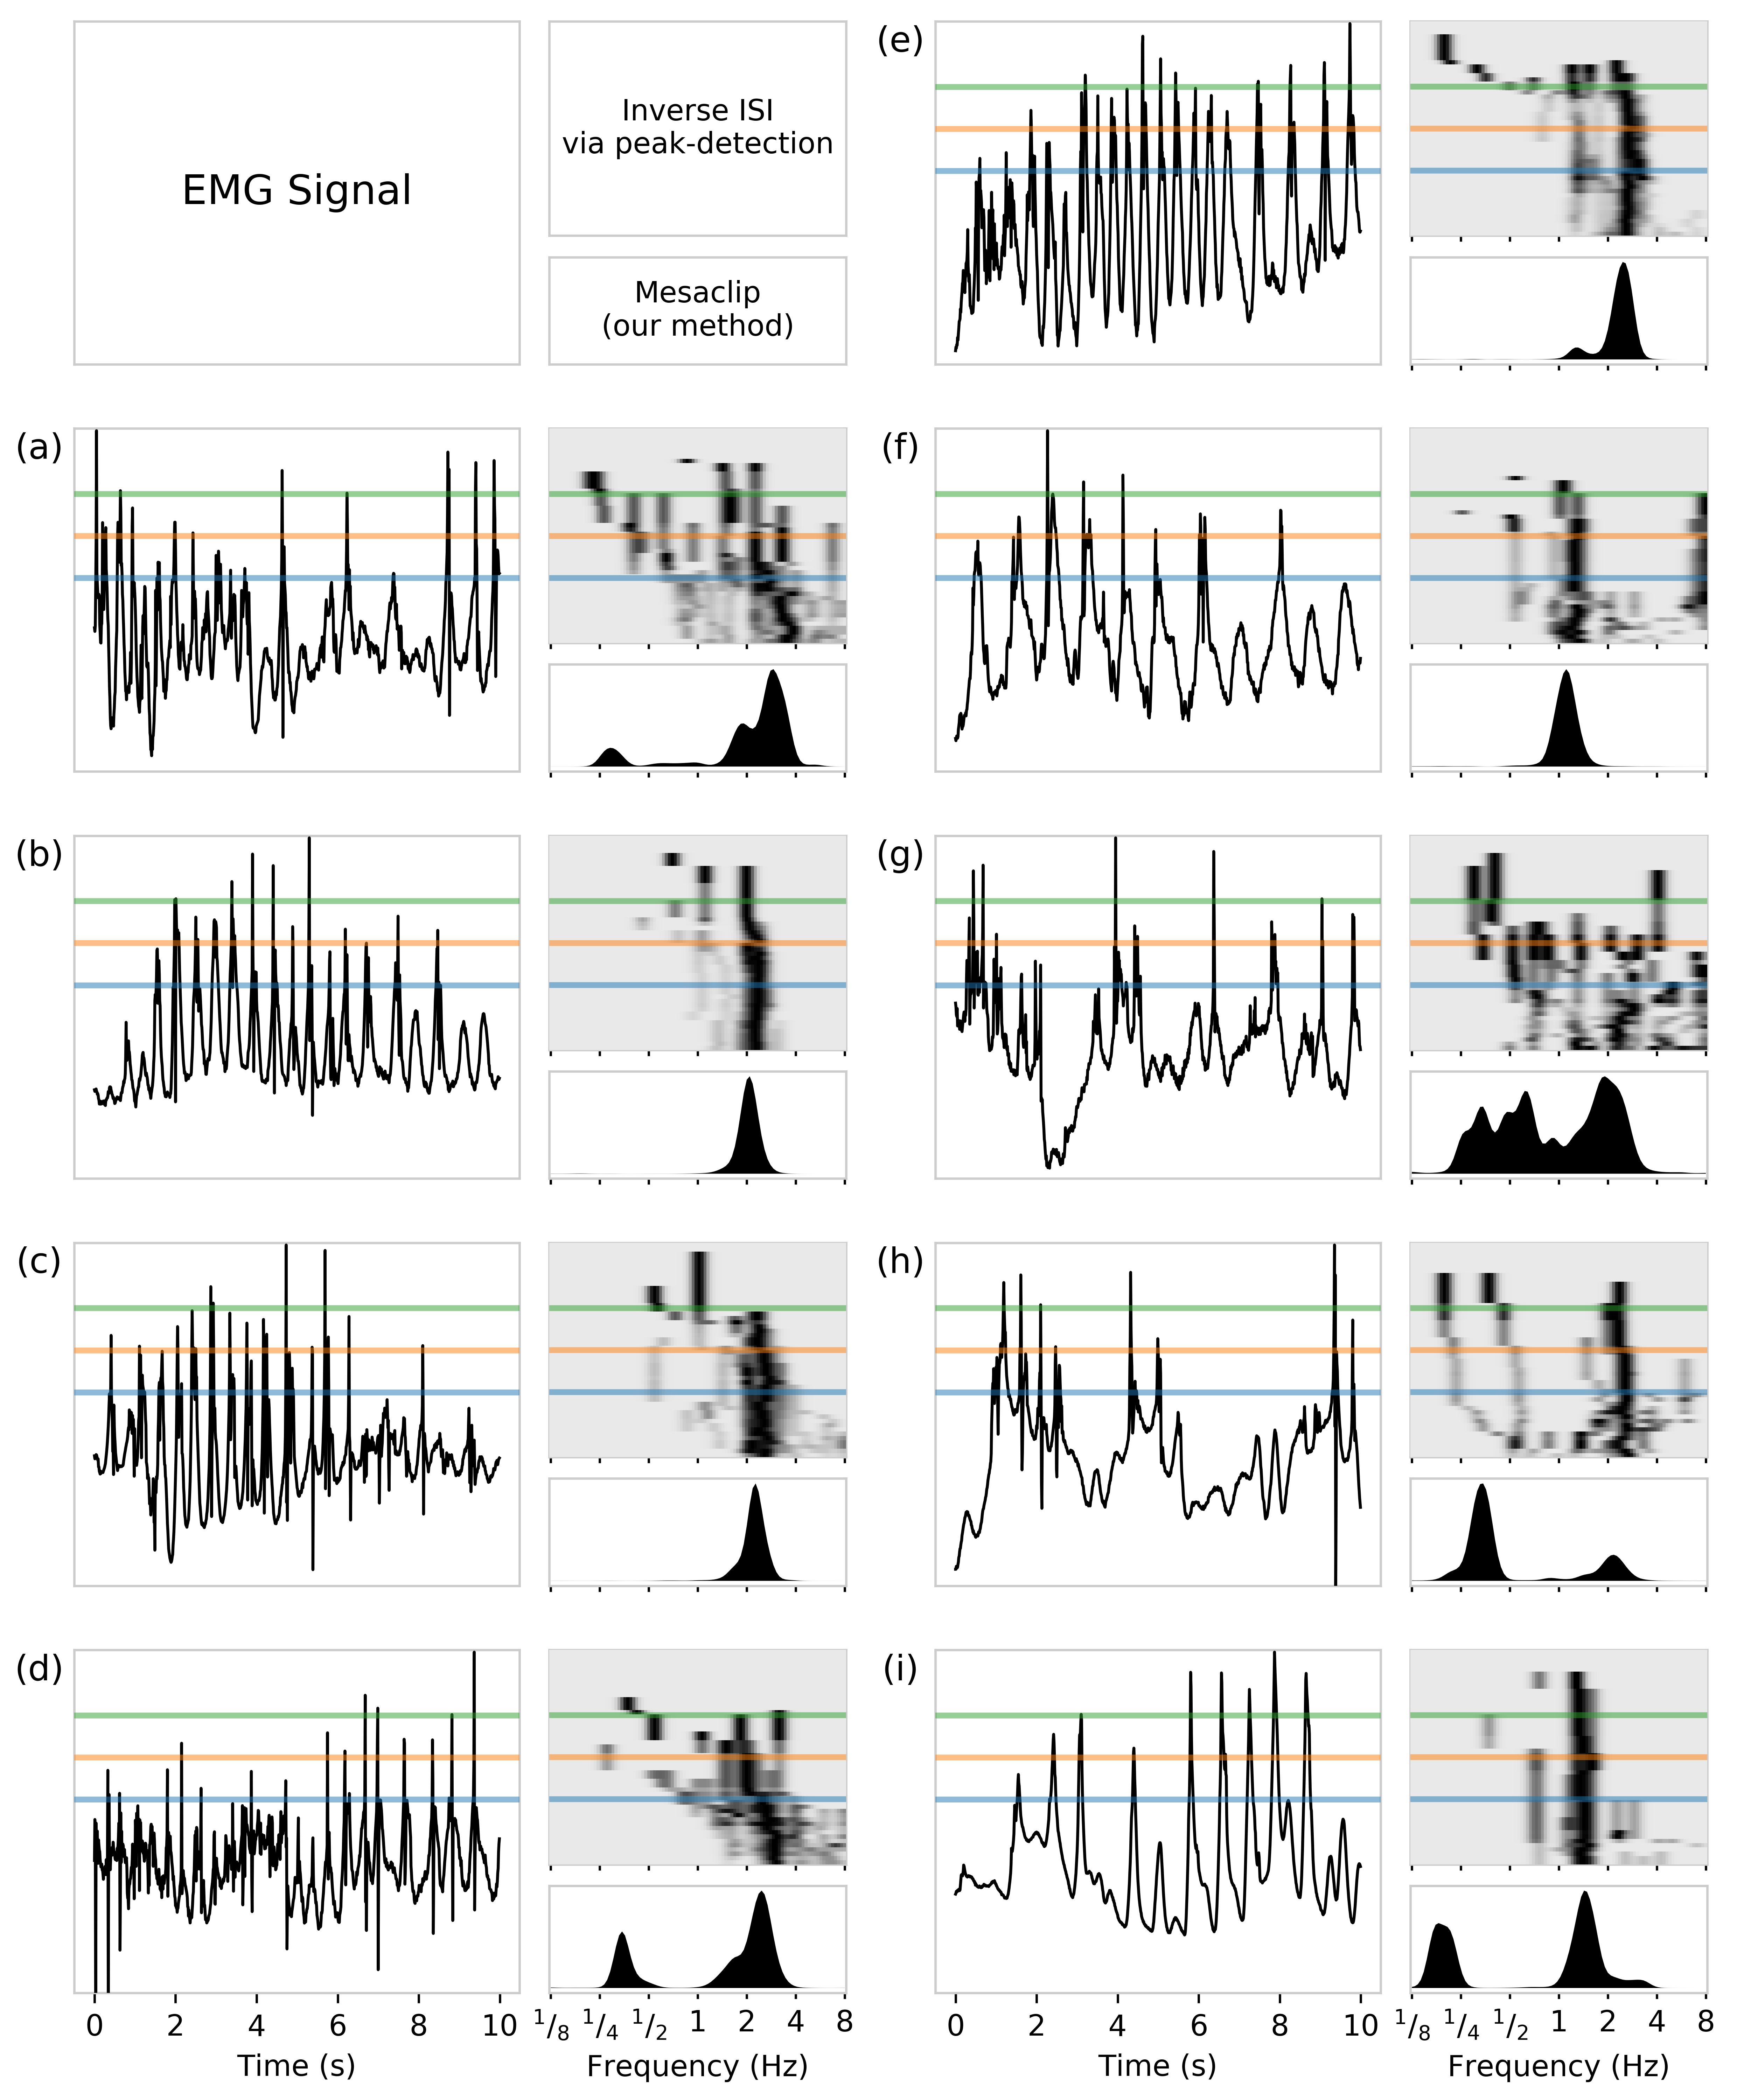 EMG Signal
Inverse ISI
via peak-detection
Mesaclip
(our method)
(a)
(b)
(c)
(d)
0 2 4 6 8 10
Time (s)
1/8 1/4 1/2 1 2 4 8
Frequency (Hz)
(e)
(f)
(g)
(h)
(i)
0 2 4 6 8 10
Time (s)
1/8 1/4 1/2 1 2 4 8
Frequency (Hz)